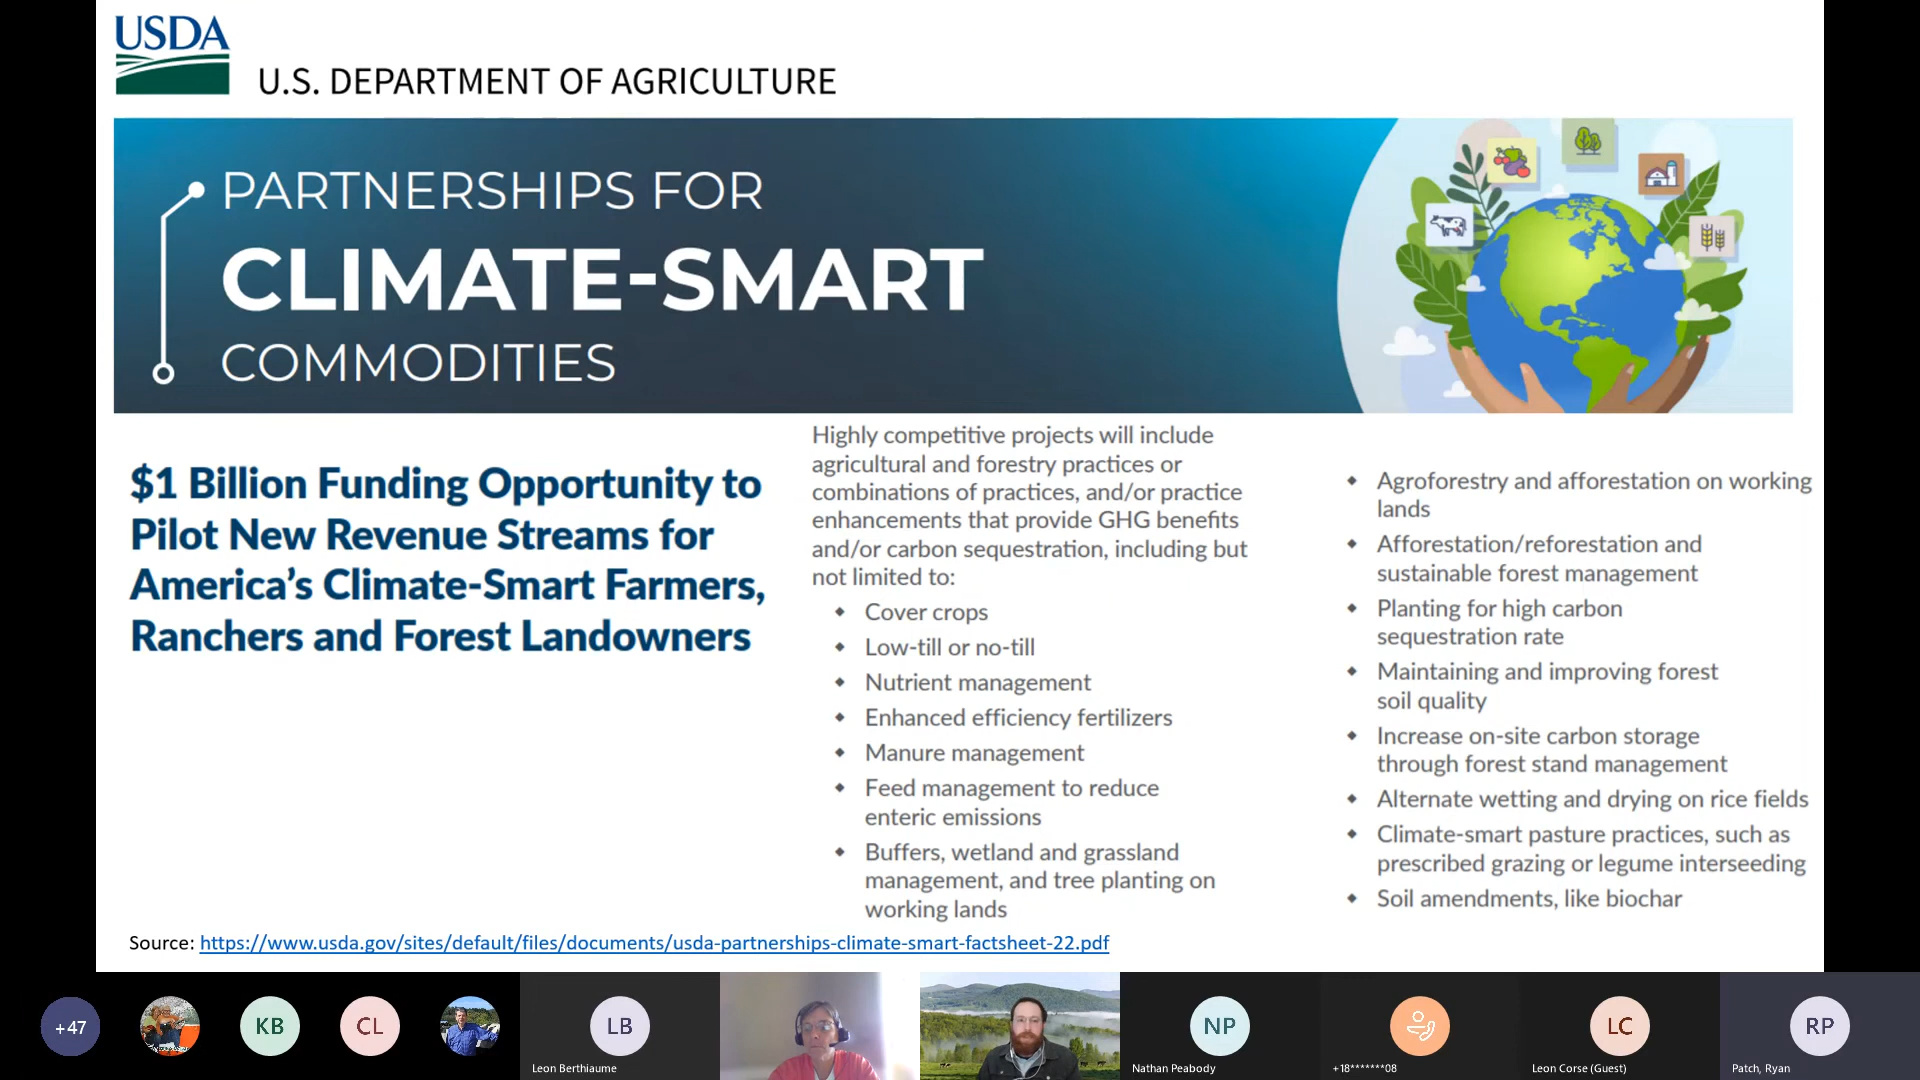 USDA
U.S. DEPARTMENT OF AGRICULTURE
PARTNERSHIPS FOR
CLIMATE-SMART
COMMODITIES
$1 Billion Funding Opportunity to
Pilot New Revenue Streams for
America's Climate-Smart Farmers,
Ranchers and Forest Landowners
Highly competitive projects will include
agricultural and forestry practices or
combinations of practices, and/or practice
enhancements that provide GHG benefits
and/or carbon sequestration, including but
not limited to:
Cover crops
Low-till or no-till
Nutrient management
Enhanced efficiency fertilizers
Manure management
Feed management to reduce
enteric emissions
Buffers, wetland and grassland
management, and tree planting on
working lands
Agroforestry and afforestation on working
lands
Afforestation/reforestation and
sustainable forest management
Planting for high carbon
sequestration rate
Maintaining and improving forest
soil quality
Increase on-site carbon storage
through forest stand management
Alternate wetting and drying on rice fields
Climate-smart pasture practices, such as
prescribed grazing or legume interseeding
Soil amendments, like biochar
Source: https://www.usda.gov/sites/default/files/documents/usda-partnerships-climate-smart-factsheet-22.pdf
+47
KB
CL
LB
Leon Berthiaume
NP
Nathan Peabody
+18*******08
LC
Leon Corse (Guest)
RP
Patch, Ryan